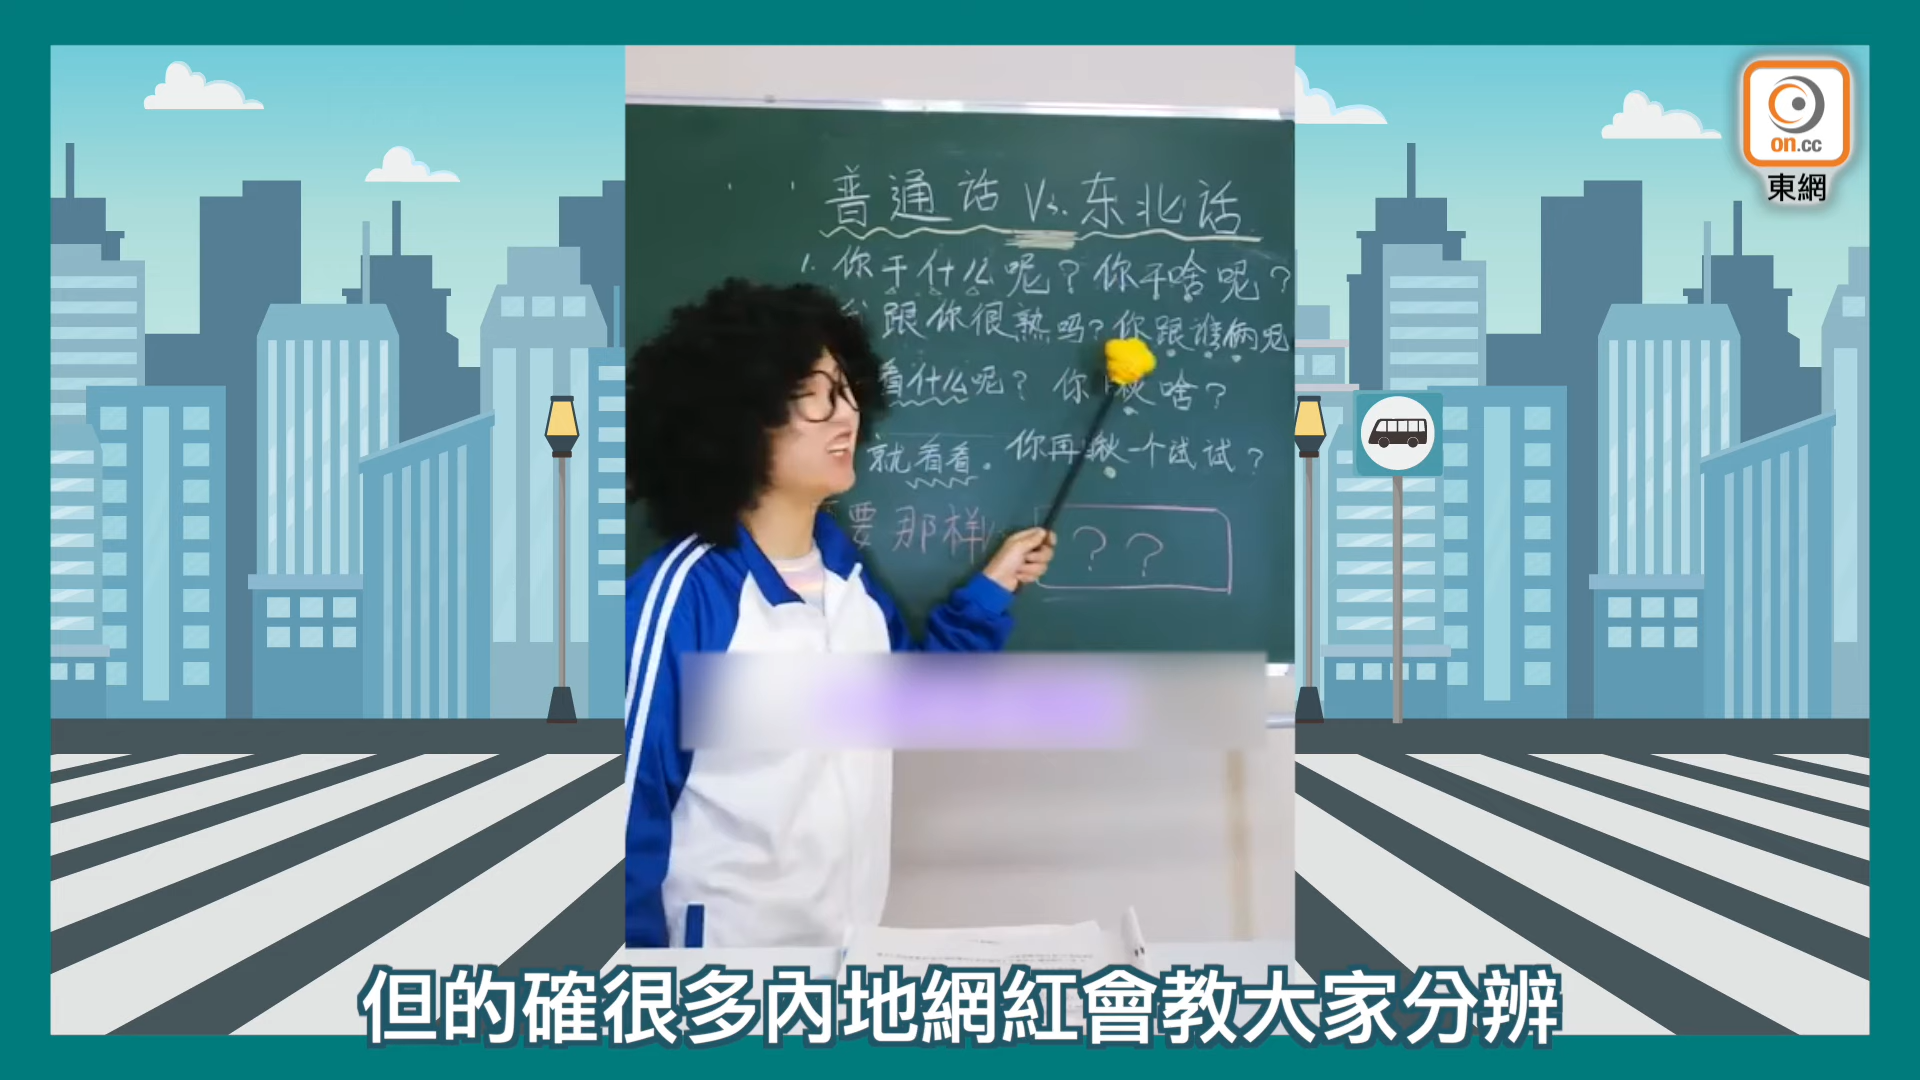 on.cc
東網
普通话 Vs. 东北话
1. 你干什么呢？你干啥呢？
跟你很熟吗？你跟谁俩呢
看什么呢？你瞅啥？
就看看。你再瞅一个试试？
要那样 ？？
但的確很多內地網紅會教大家分辨